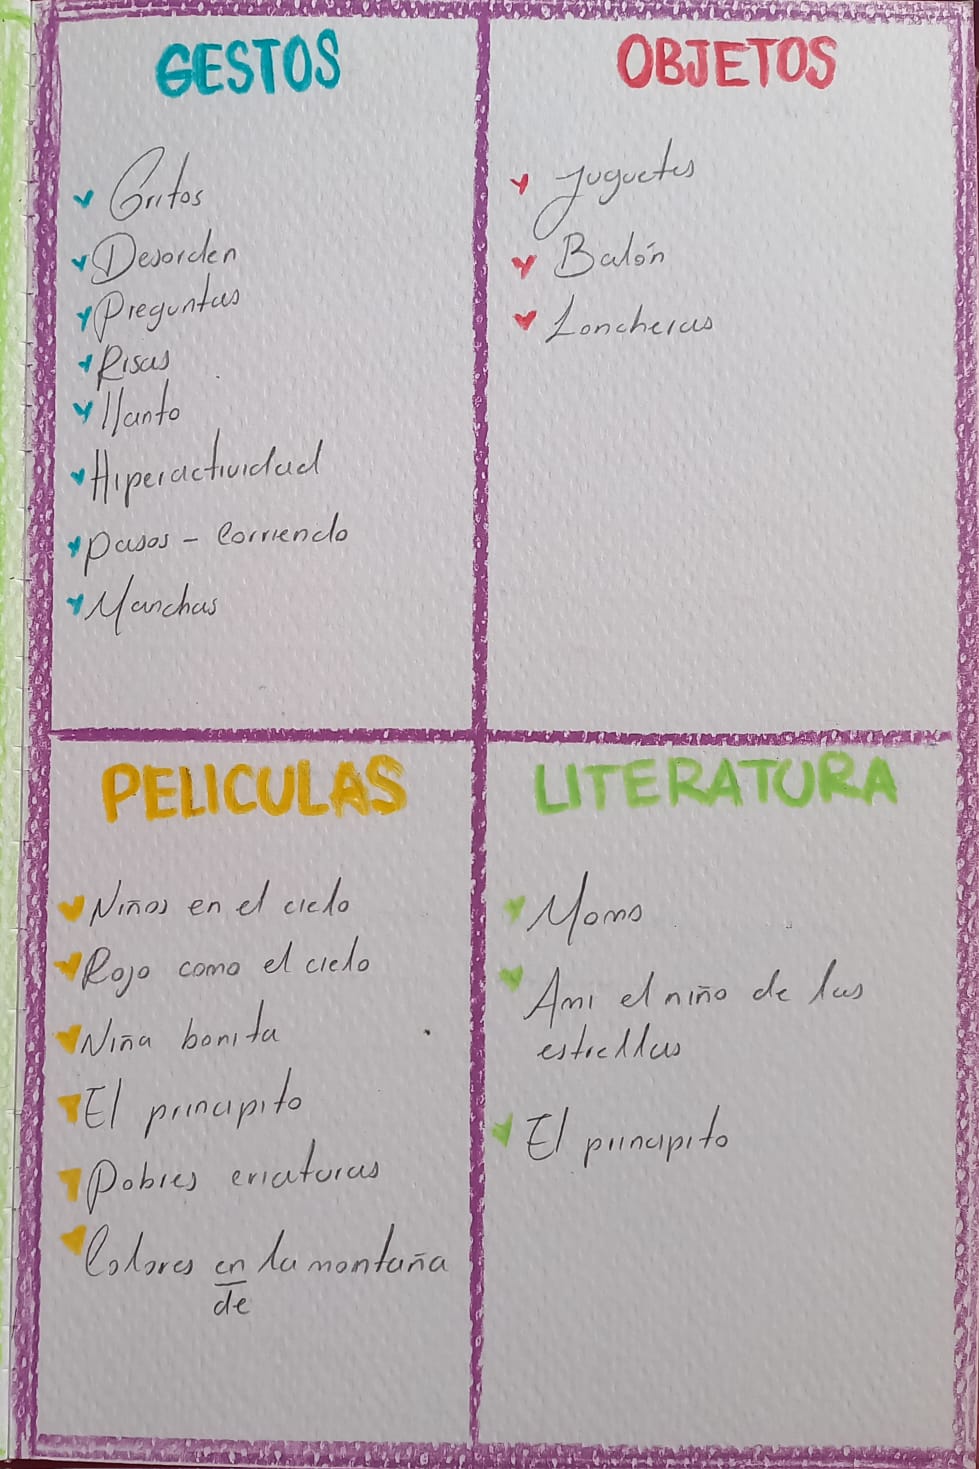 GESTOS
Gritos
Desorden
Preguntas
Risas
llanto
Hiperactividad
pasos - Corriendo
Manchas
OBJETOS
Juguetes
Balón
Loncheras
PELICULAS
Niños en el cielo
Rojo como el cielo
Niña bonita
El principito
Pobres criaturas
Colores en la montaña
de
LITERATURA
Momo
Ami el niño de las
estrellas
El principito